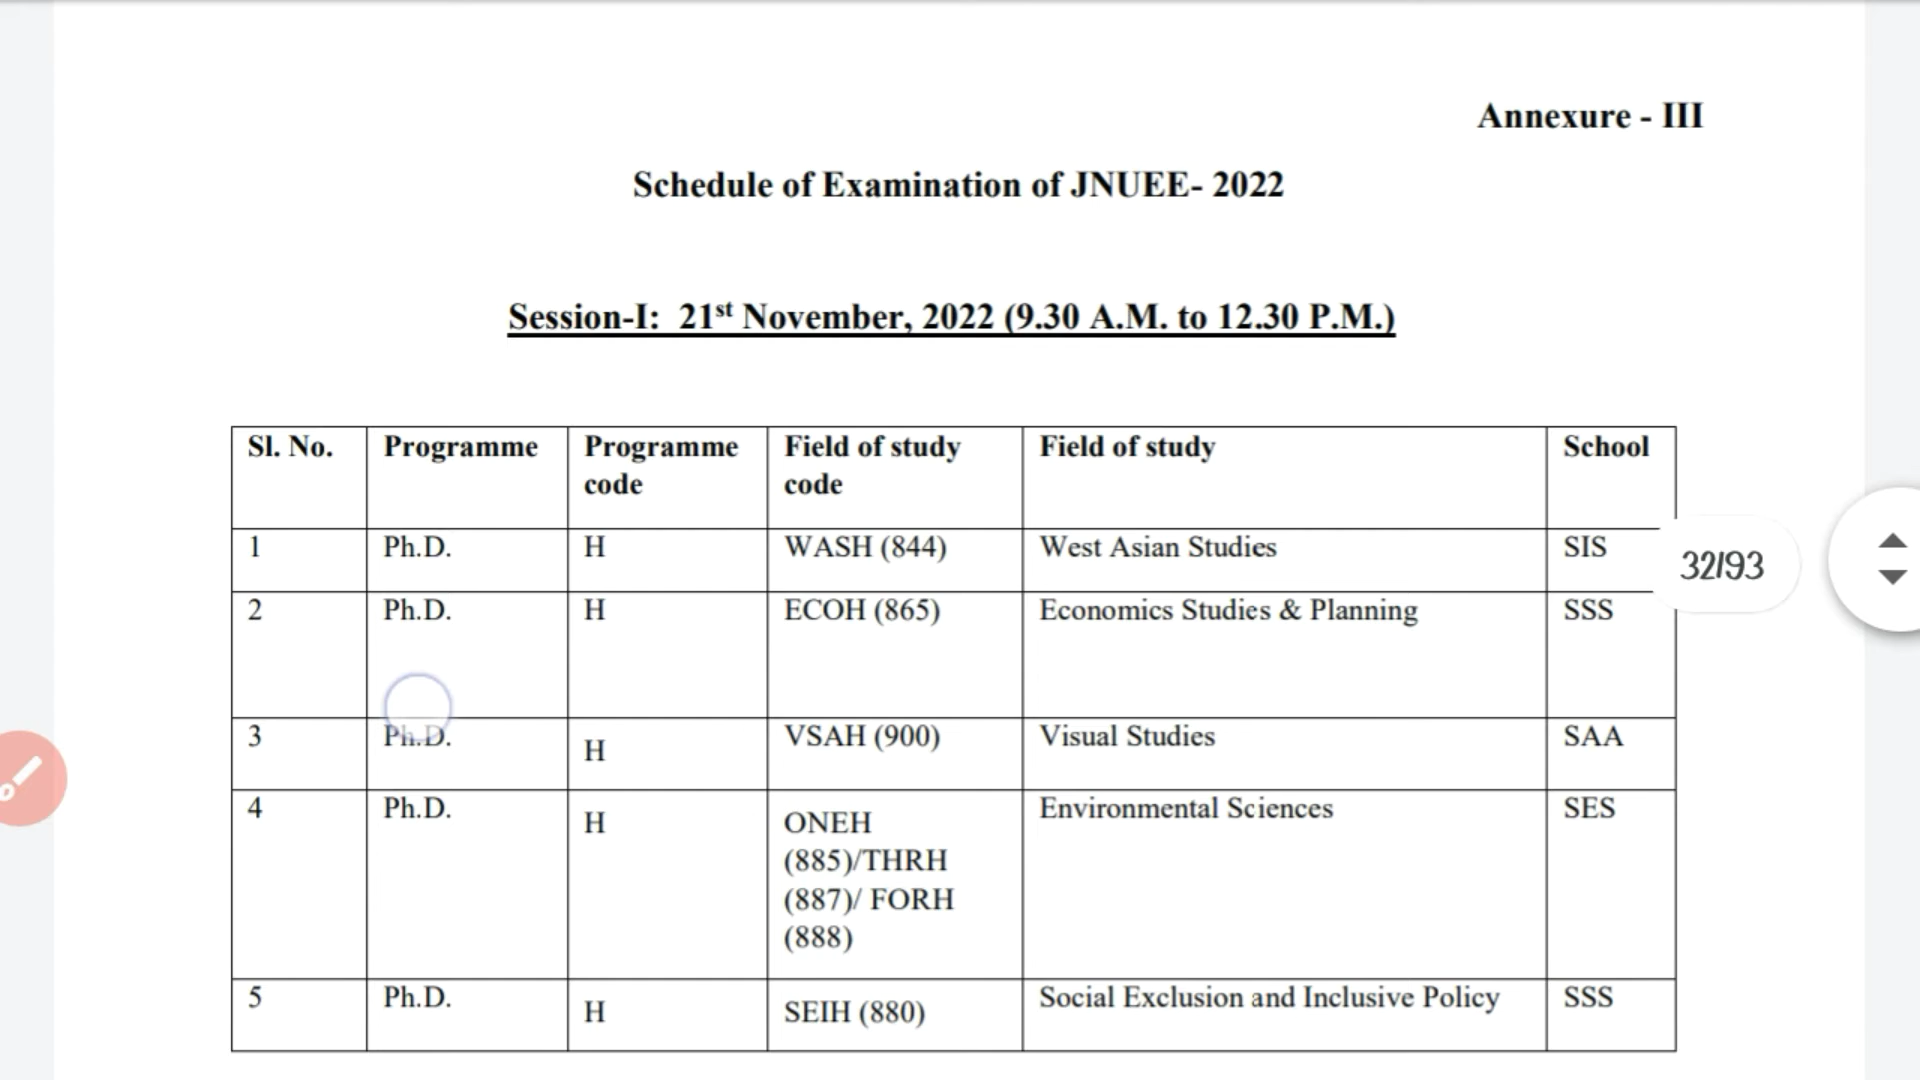 Annexure - III
Schedule of Examination of JNUEE- 2022
Session-I: 21st November, 2022 (9.30 A.M. to 12.30 P.M.)
Sl. No. Programme Programme code Field of study code Field of study School
1 Ph.D. H WASH (844) West Asian Studies SIS
32/93
2 Ph.D. H ECOH (865) Economics Studies & Planning SSS
3 Ph.D. H VSAH (900) Visual Studies SAA
4 Ph.D. H ONEH (885)/THRH (887)/ FORH (888) Environmental Sciences SES
5 Ph.D. H SEIH (880) Social Exclusion and Inclusive Policy SSS